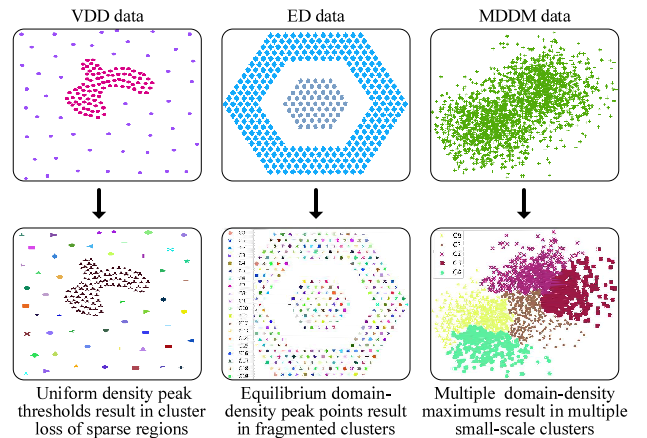 VDD data
ED data
MDDM data
Uniform density peak
thresholds result in cluster
loss of sparse regions
Equilibrium domain-
density peak points result
in fragmented clusters
Multiple domain-density
maximums result in multiple
small-scale clusters